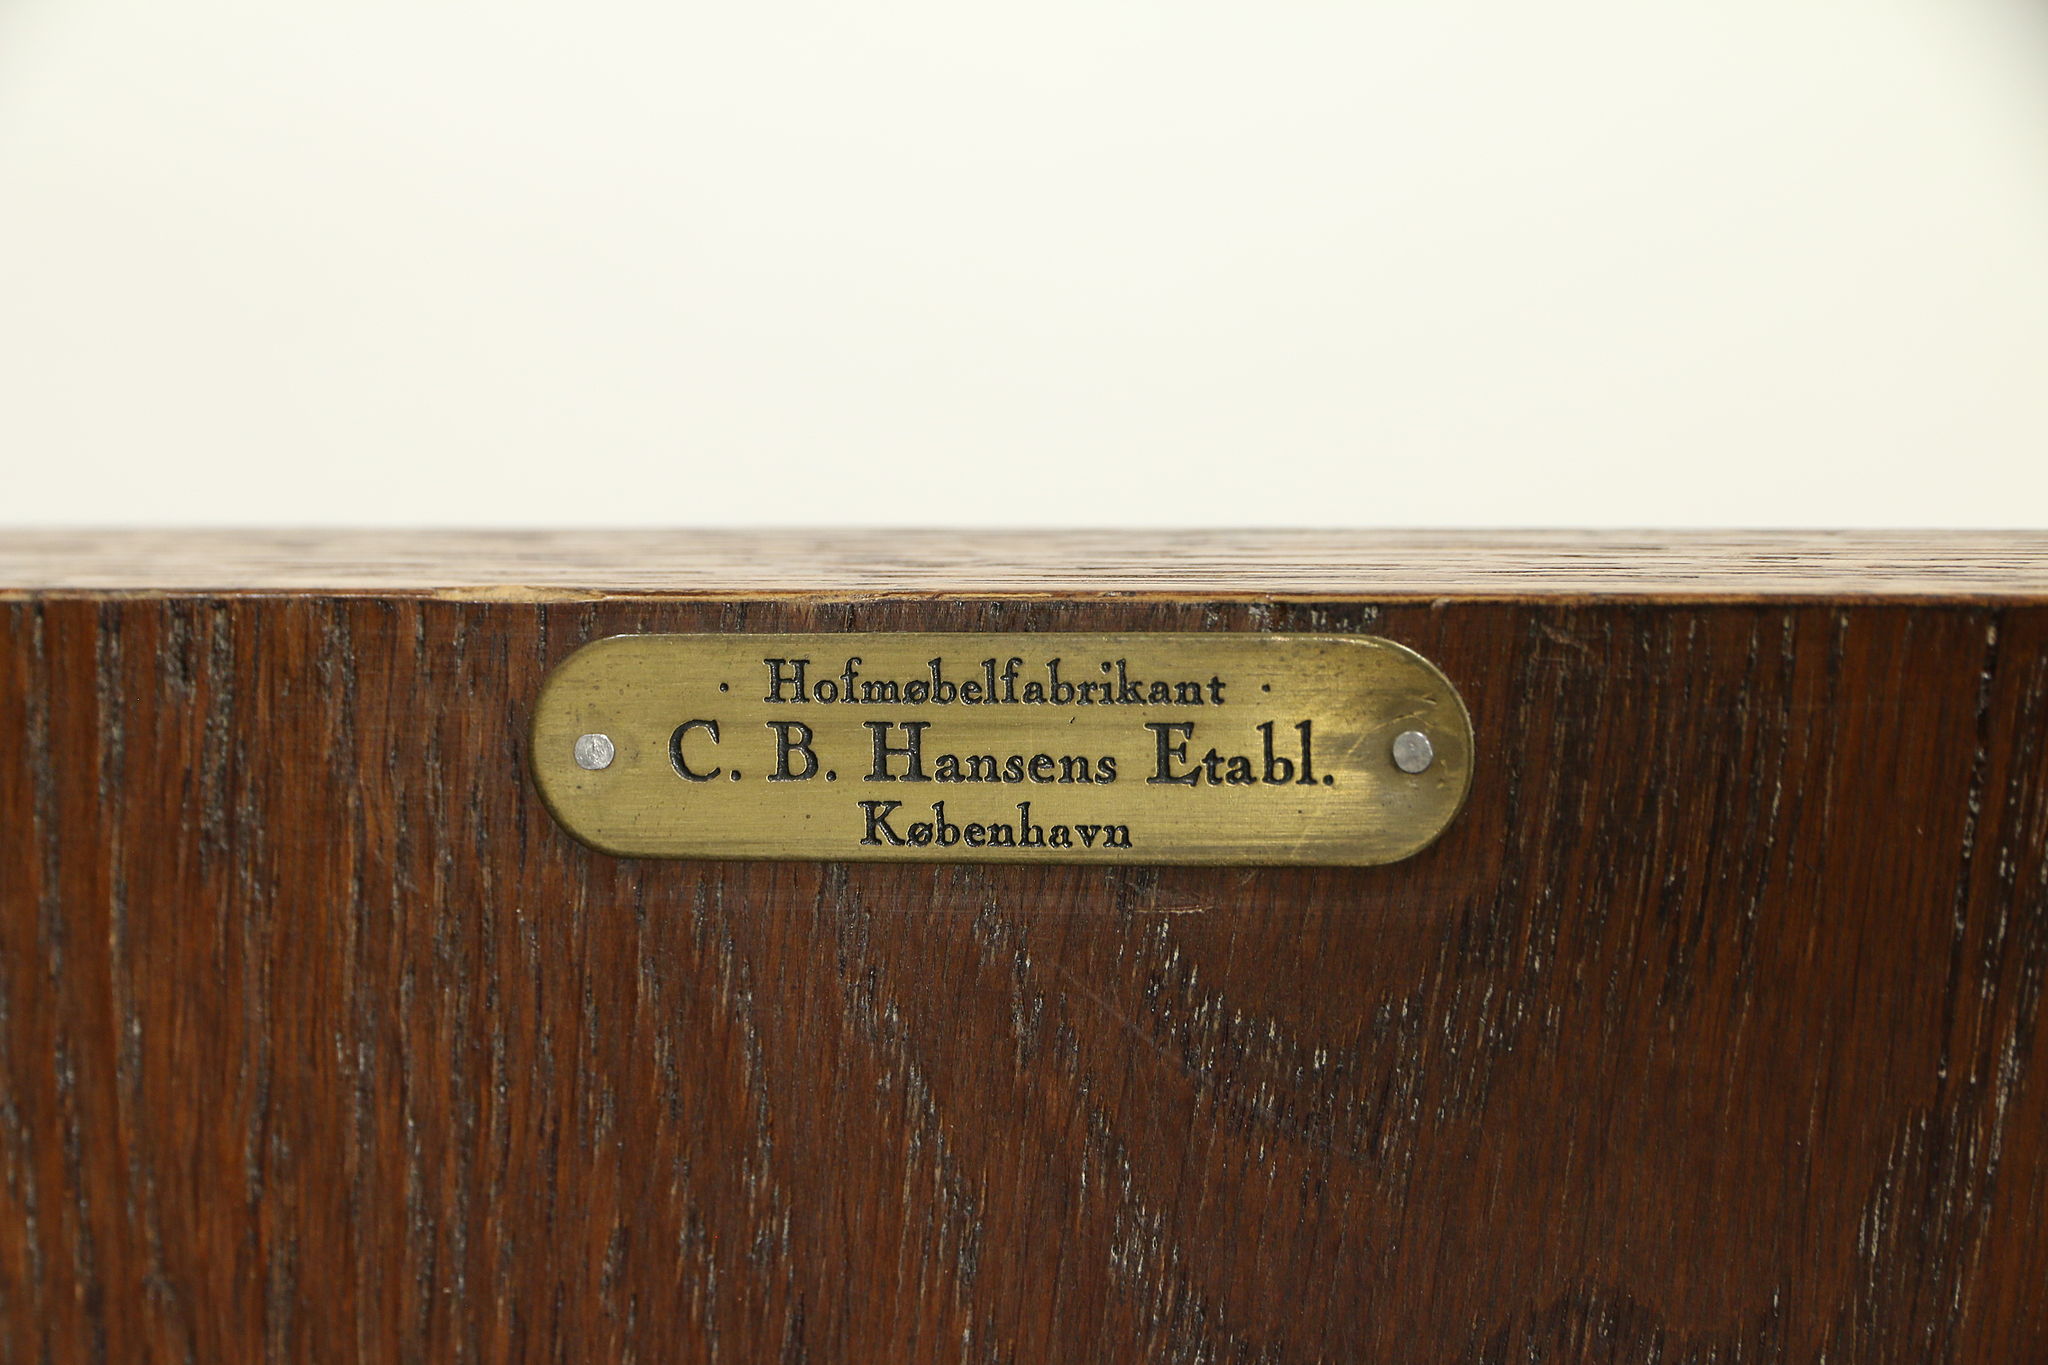 · Hofmøbelfabrikant ·
C. B. Hansens Etabl.
København